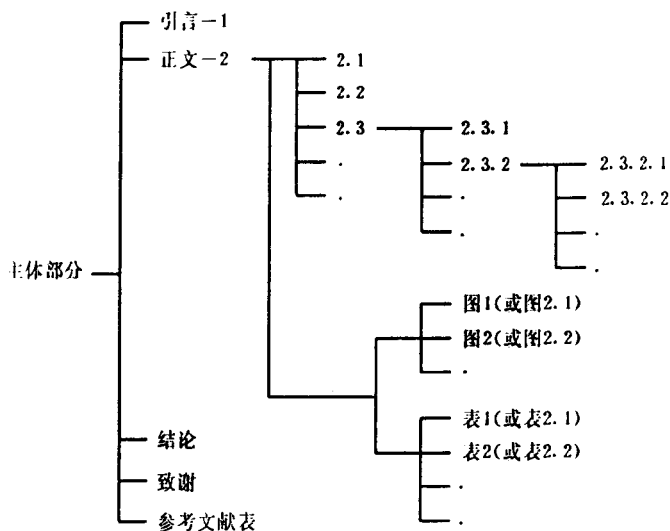 引言－1
正文－2
2.1
2.2
2.3
2.3.1
2.3.2
2.3.2.1
2.3.2.2
主体部分
图1(或图2.1)
图2(或图2.2)
表1(或表2.1)
表2(或表2.2)
结论
致谢
参考文献表